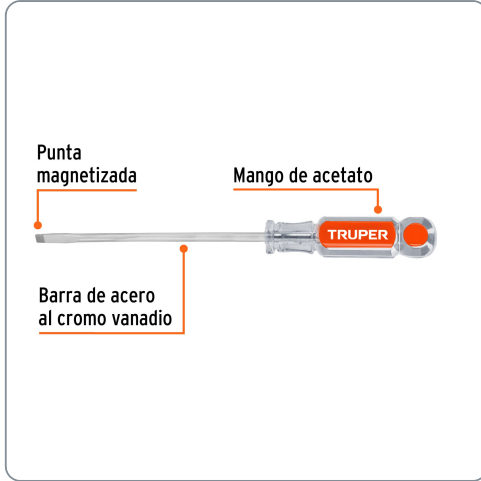 Punta
magnetizada
Mango de acetato
TRUPER
Barra de acero
al cromo vanadio